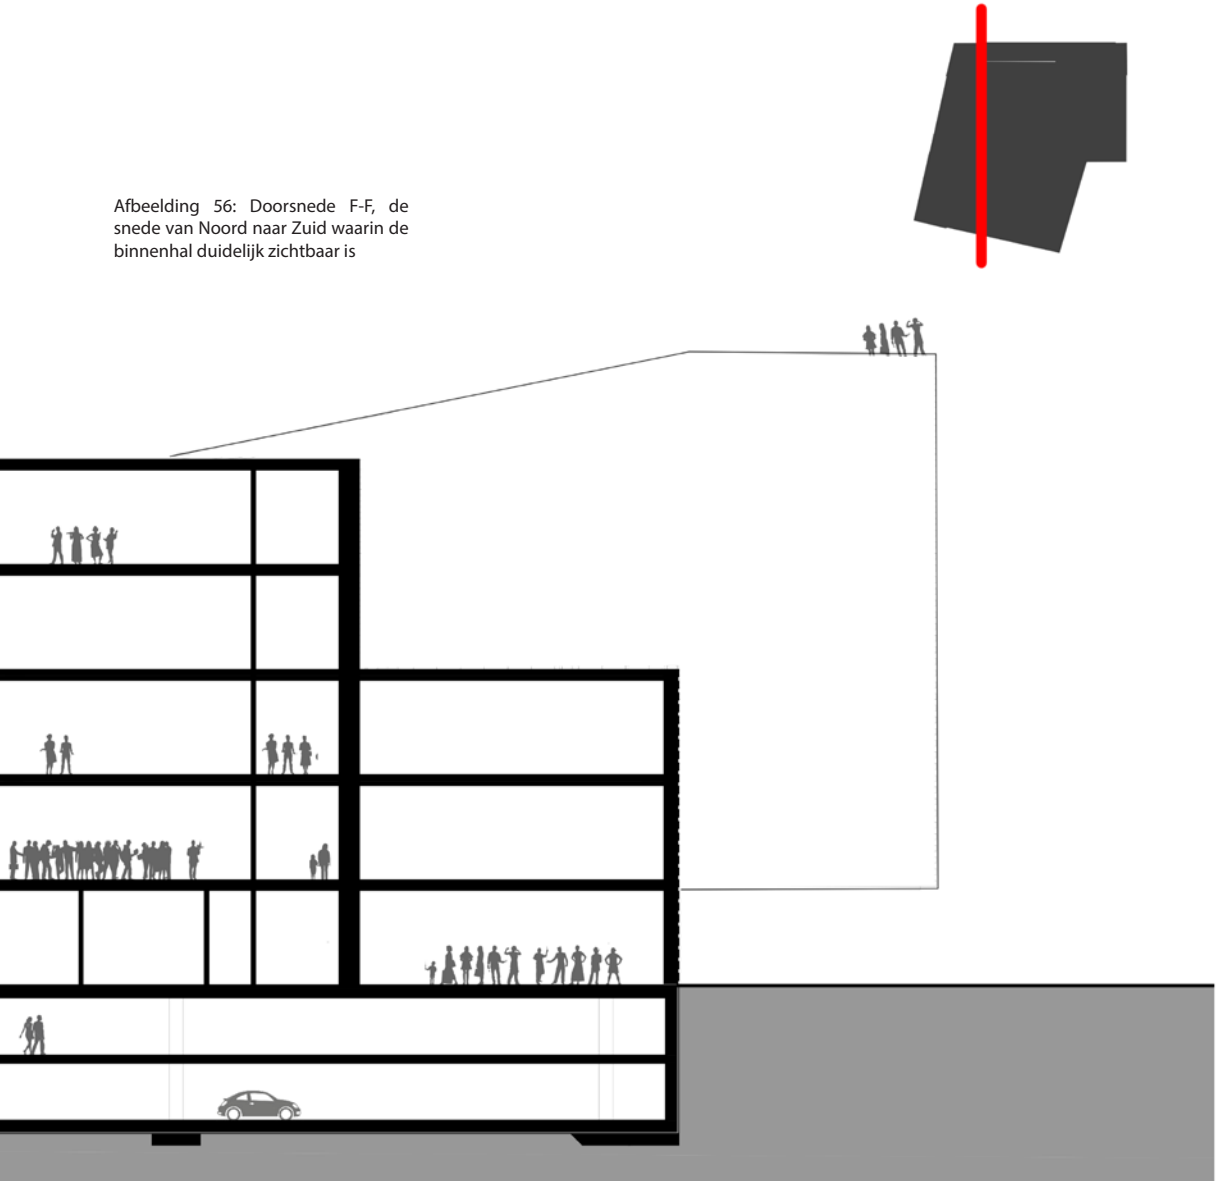 Afbeelding 56: Doorsnede F-F, de
snede van Noord naar Zuid waarin de
binnenhal duidelijk zichtbaar is